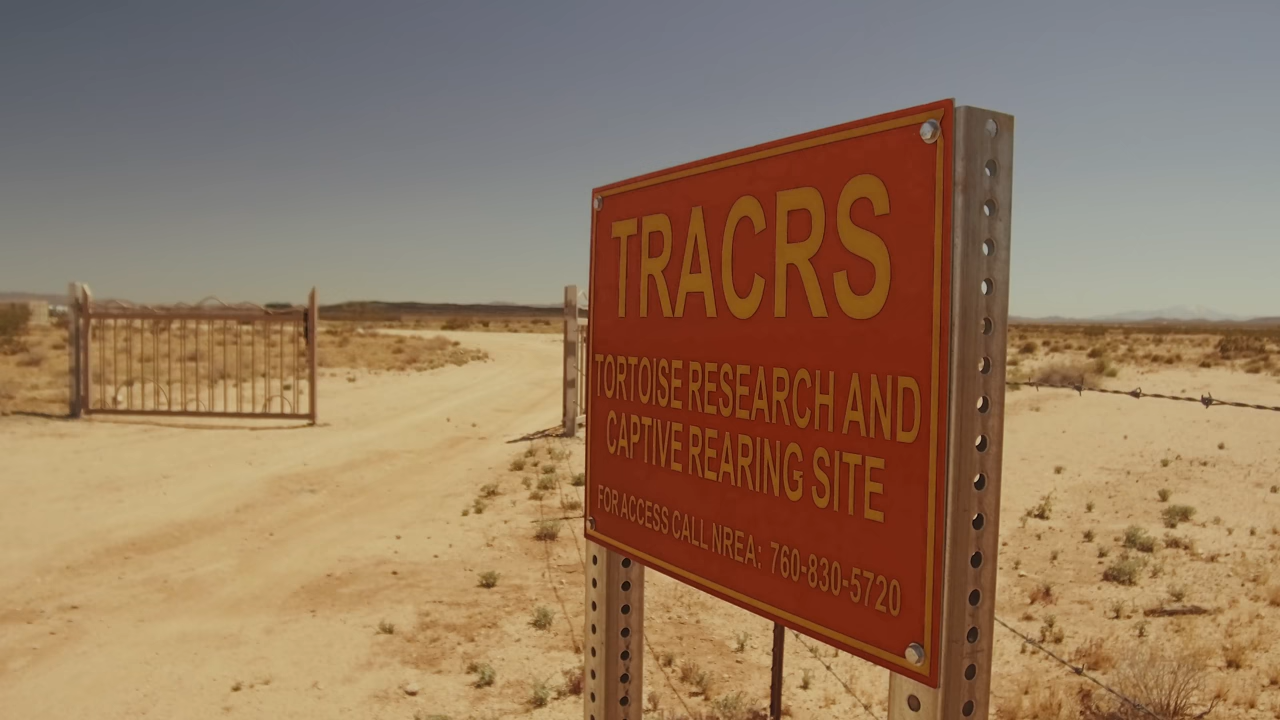 TRACRS
TORTOISE RESEARCH AND
CAPTIVE REARING SITE
FOR ACCESS CALL NREA: 760-830-5720